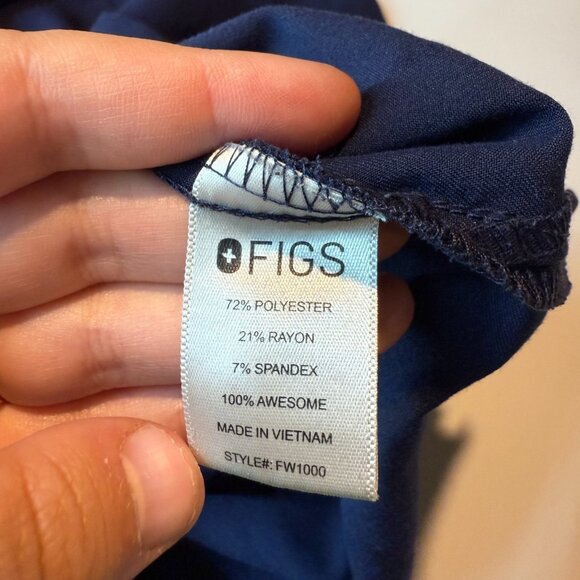 FIGS
72% POLYESTER
21% RAYON
7% SPANDEX
100% AWESOME
MADE IN VIETNAM
STYLE#: FW1000